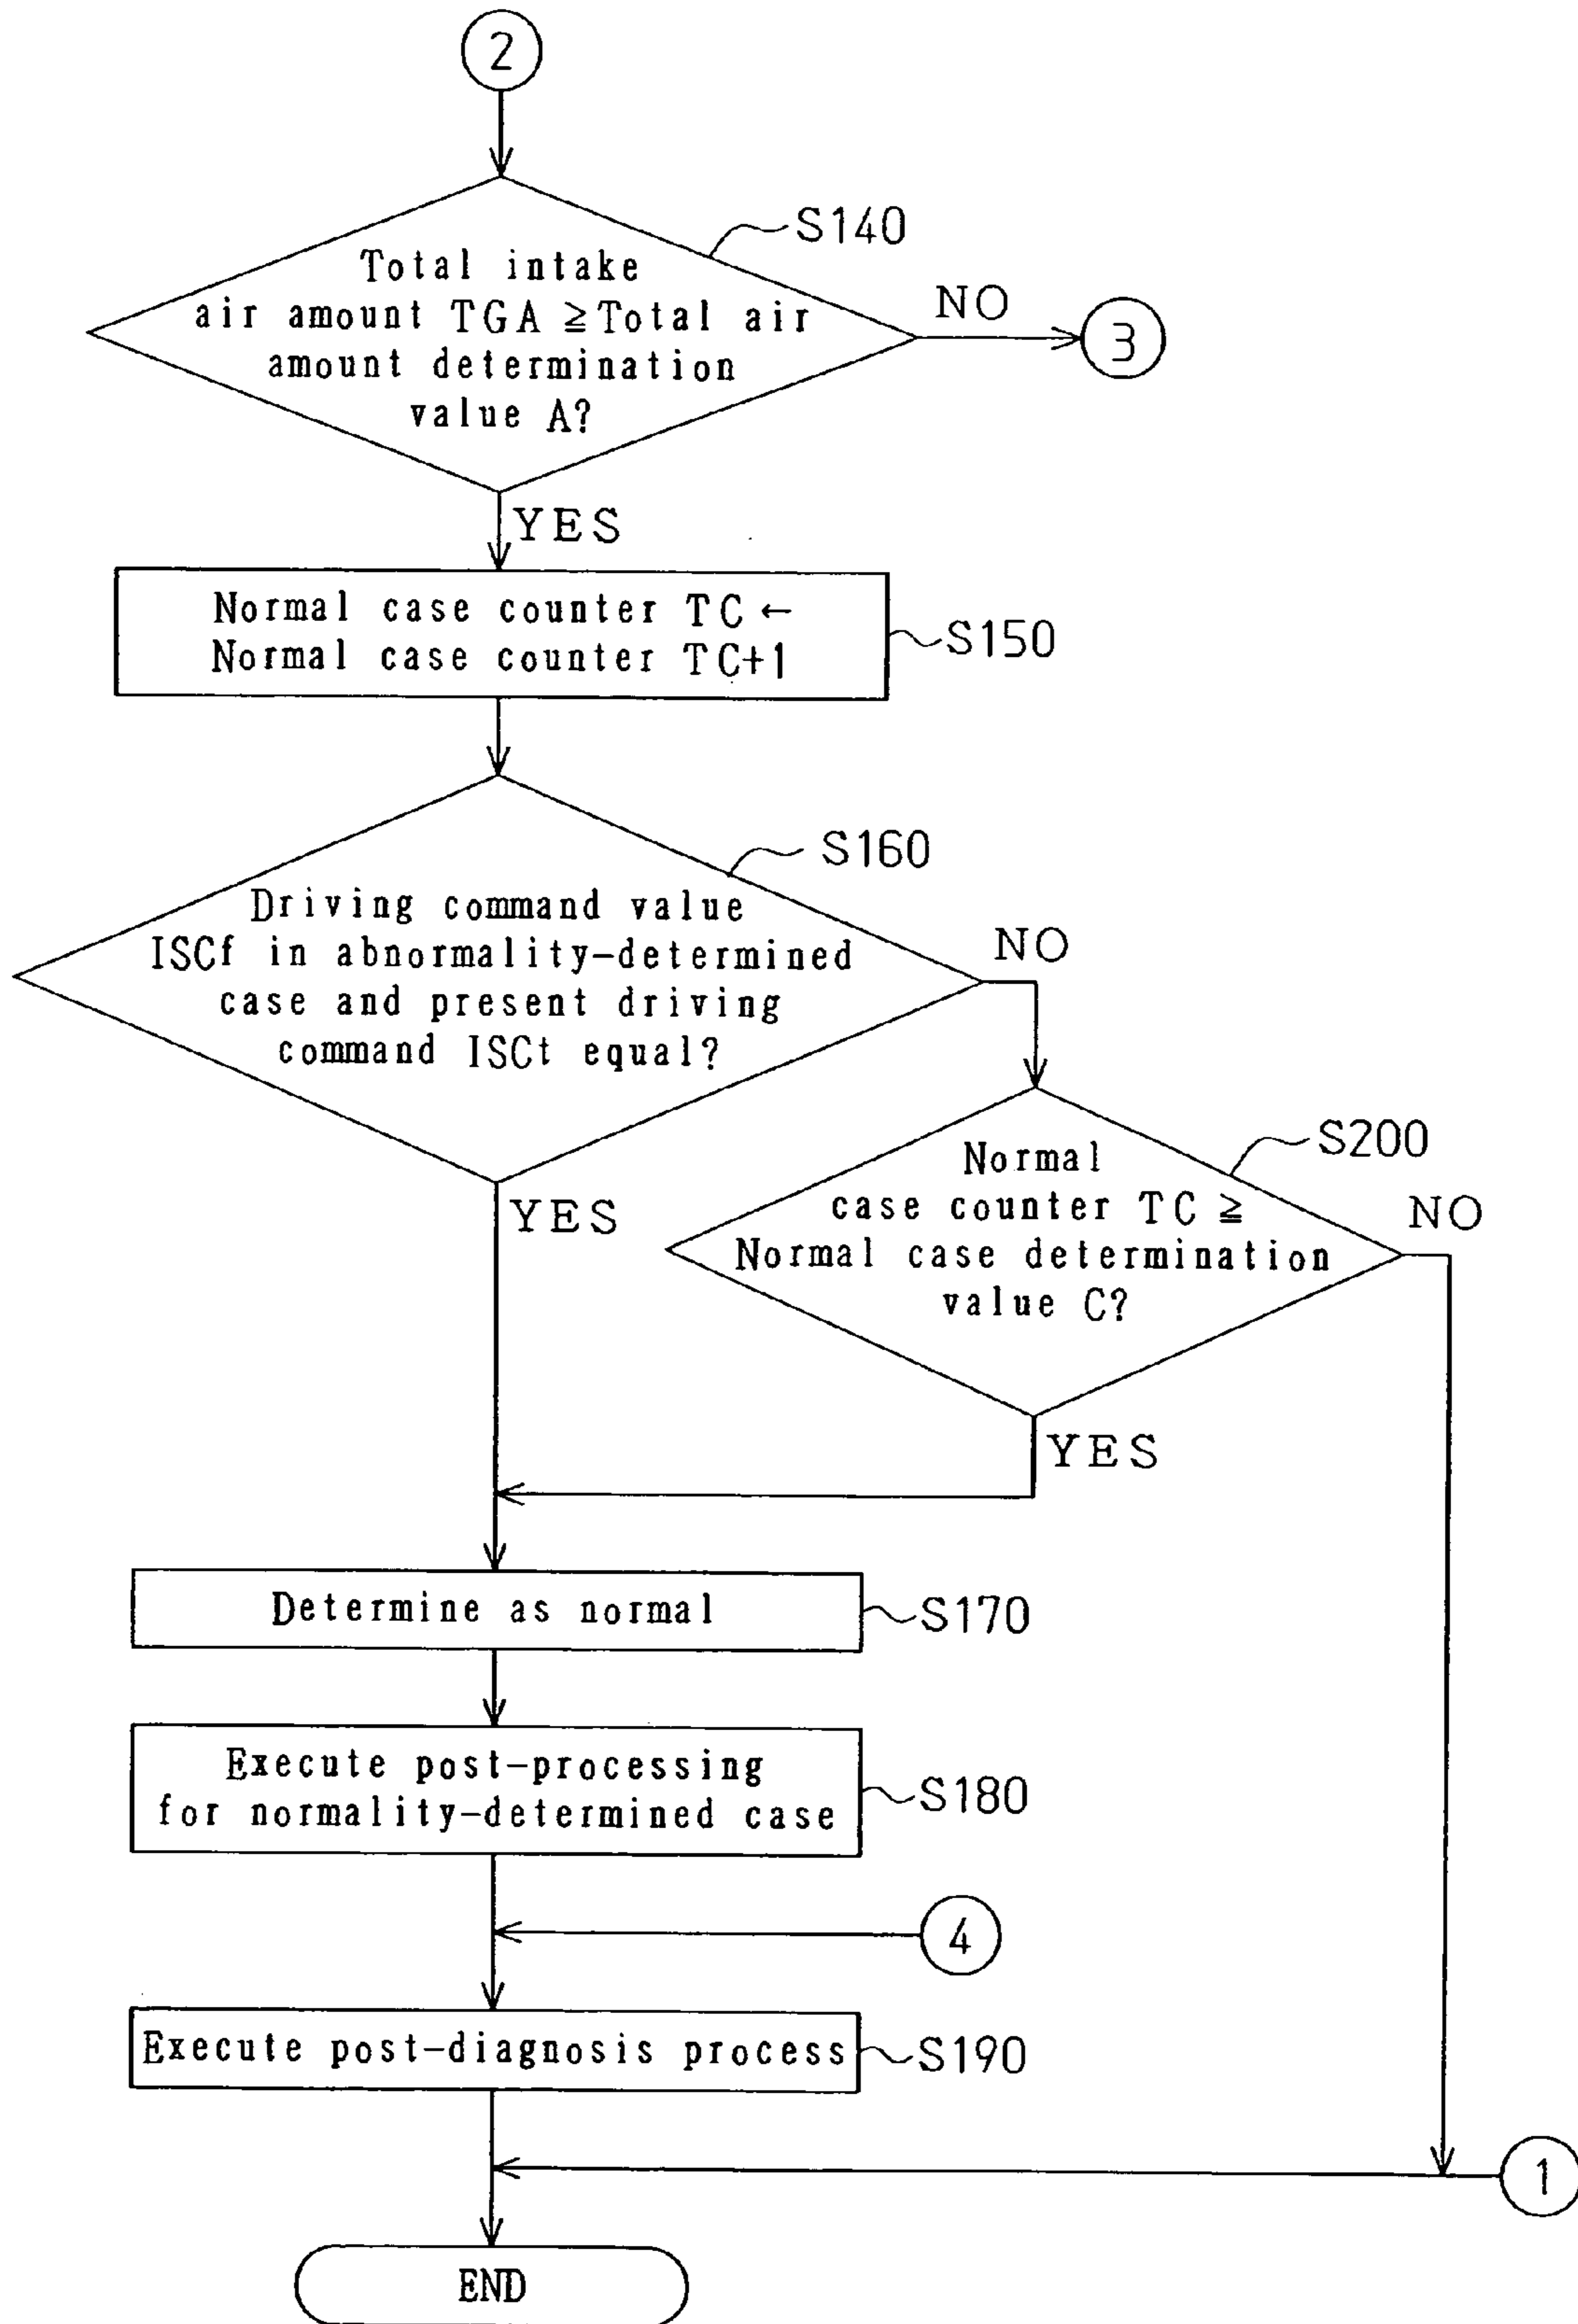 2
S140
Total intake
air amount TGA ≧Total air
amount determination
value A?
NO
3
YES
Normal case counter TC ←
Normal case counter TC+1
S150
S160
Driving command value
ISCf in abnormality-determined
case and present driving
command ISCt equal?
NO
YES
S200
Normal
case counter TC ≧
Normal case determination
value C?
NO
YES
Determine as normal
S170
Execute post-processing
for normality-determined case
S180
4
Execute post-diagnosis process
S190
1
END